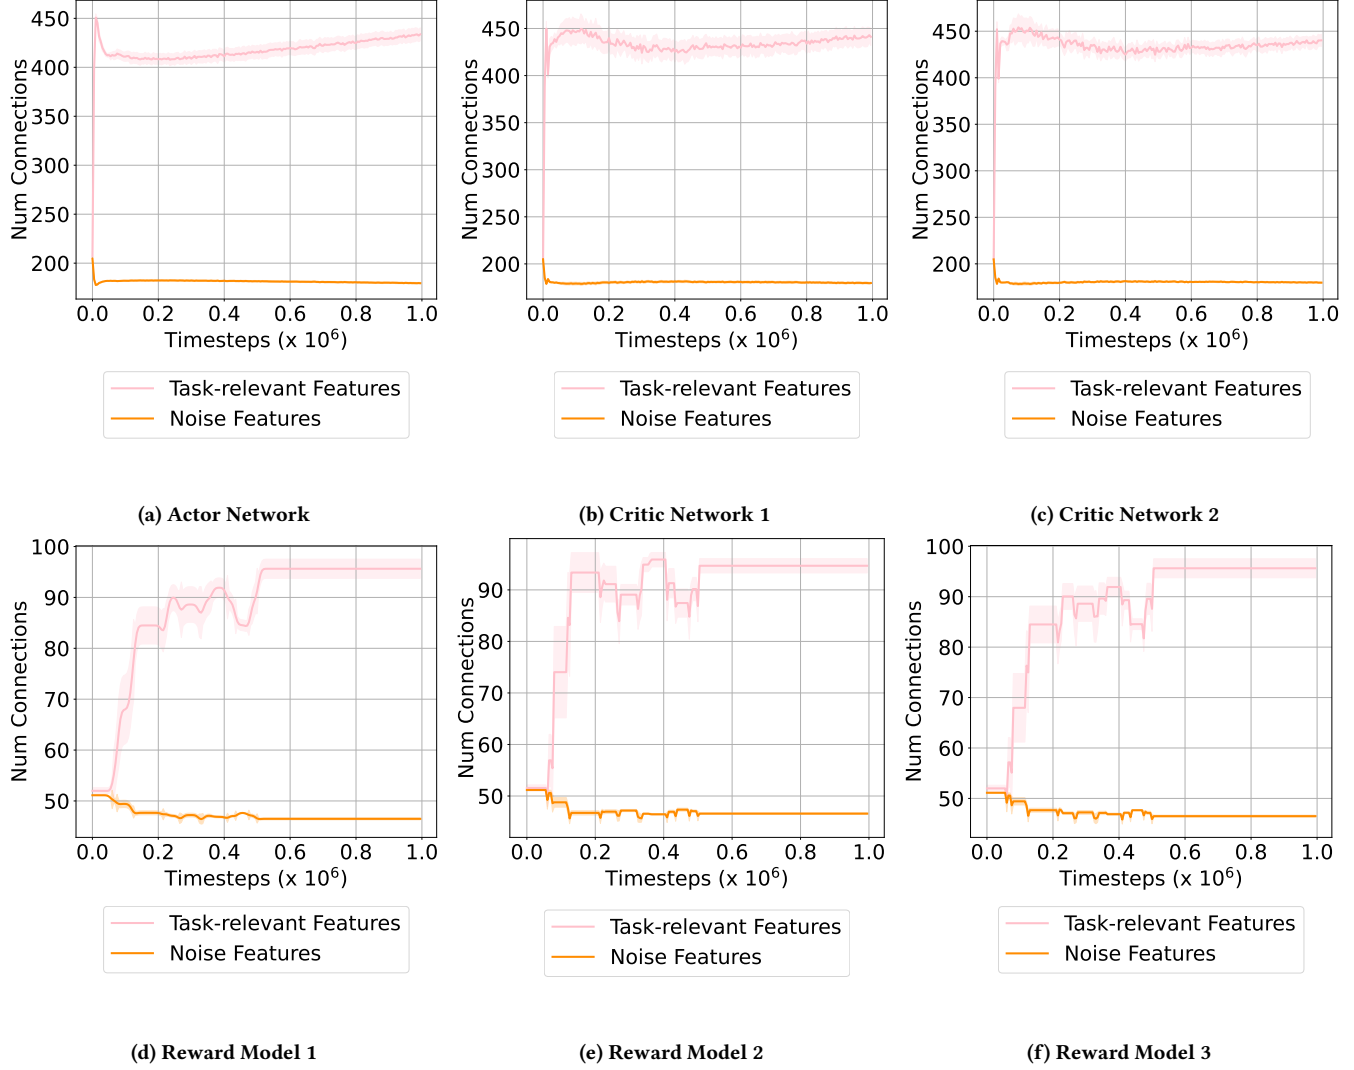 450
400
350
300
250
200
Num Connections
0.0 0.2 0.4 0.6 0.8 1.0
Timesteps (x 10⁶)
Task-relevant Features
Noise Features
(a) Actor Network
450
400
350
300
250
200
Num Connections
0.0 0.2 0.4 0.6 0.8 1.0
Timesteps (x 10⁶)
Task-relevant Features
Noise Features
(b) Critic Network 1
450
400
350
300
250
200
Num Connections
0.0 0.2 0.4 0.6 0.8 1.0
Timesteps (x 10⁶)
Task-relevant Features
Noise Features
(c) Critic Network 2
100
90
80
70
60
50
Num Connections
0.0 0.2 0.4 0.6 0.8 1.0
Timesteps (x 10⁶)
Task-relevant Features
Noise Features
(d) Reward Model 1
90
80
70
60
50
Num Connections
0.0 0.2 0.4 0.6 0.8 1.0
Timesteps (x 10⁶)
Task-relevant Features
Noise Features
(e) Reward Model 2
100
90
80
70
60
50
Num Connections
0.0 0.2 0.4 0.6 0.8 1.0
Timesteps (x 10⁶)
Task-relevant Features
Noise Features
(f) Reward Model 3